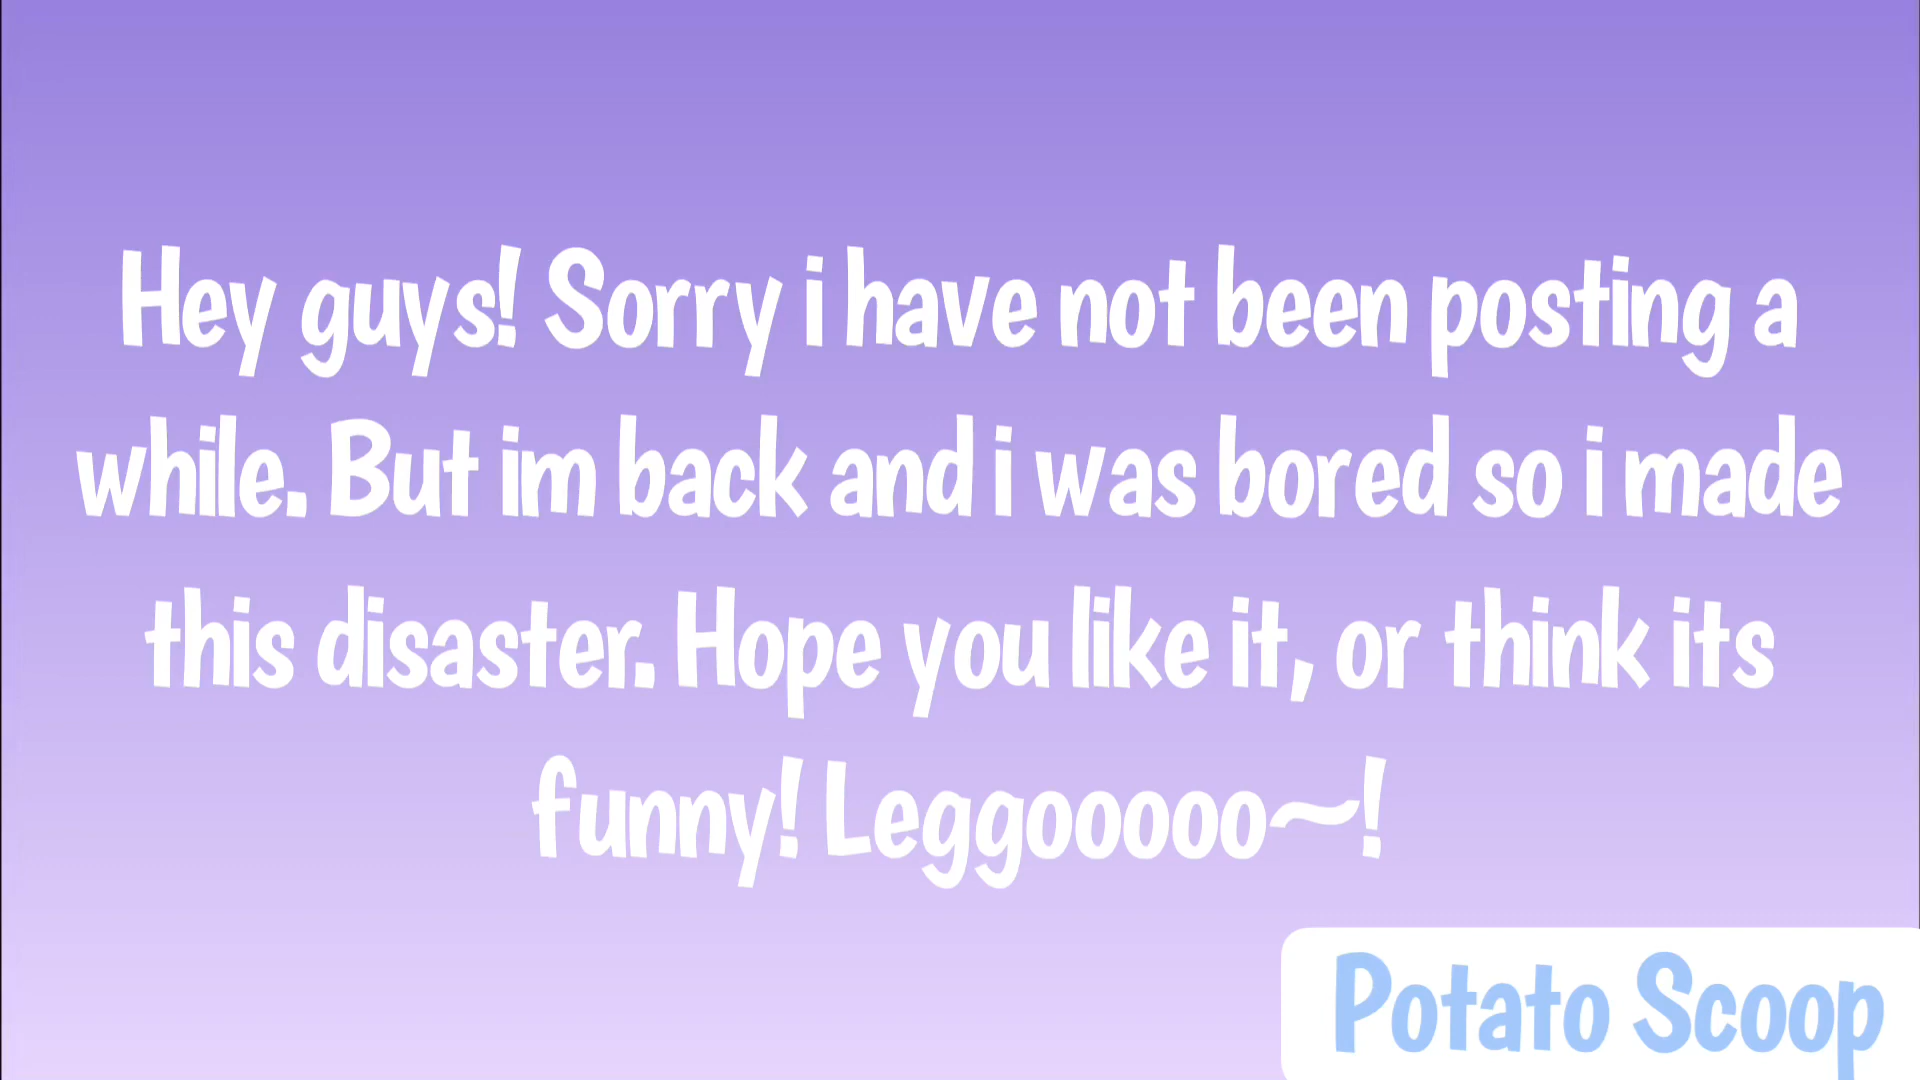 Hey guys! Sorry i have not been posting a
while. But im back and i was bored so i made
this disaster. Hope you like it, or think its
funny! Leggooooo~!
Potato Scoop